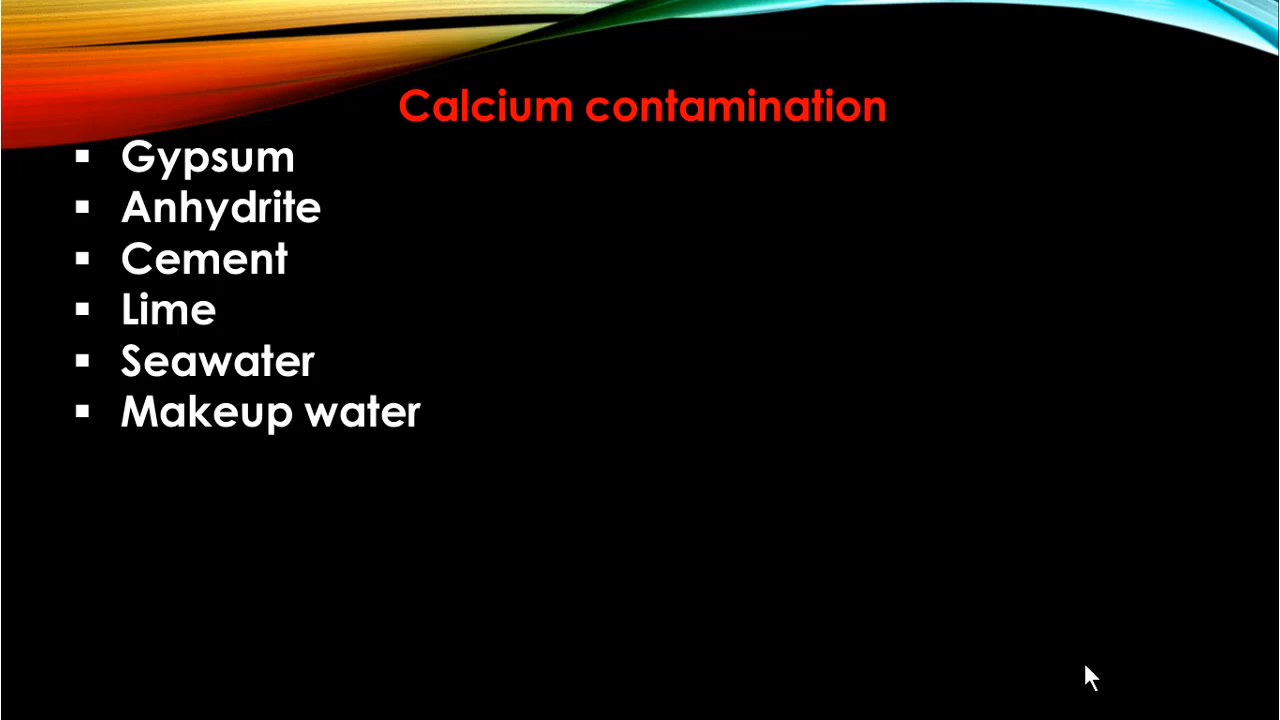 Calcium contamination
▪ Gypsum
▪ Anhydrite
▪ Cement
▪ Lime
▪ Seawater
▪ Makeup water